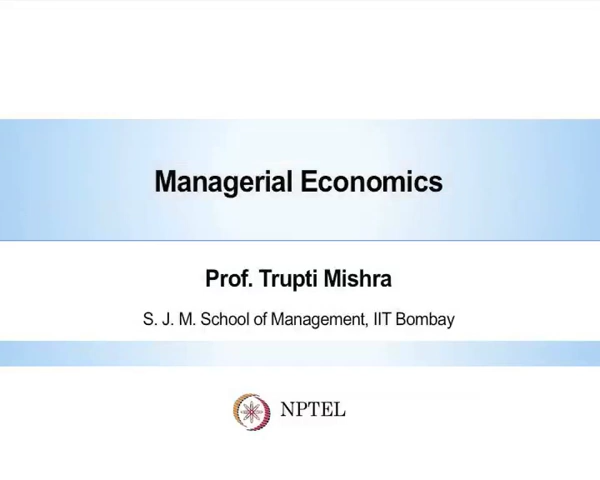 Managerial Economics
Prof. Trupti Mishra
S. J. M. School of Management, IIT Bombay
NPTEL